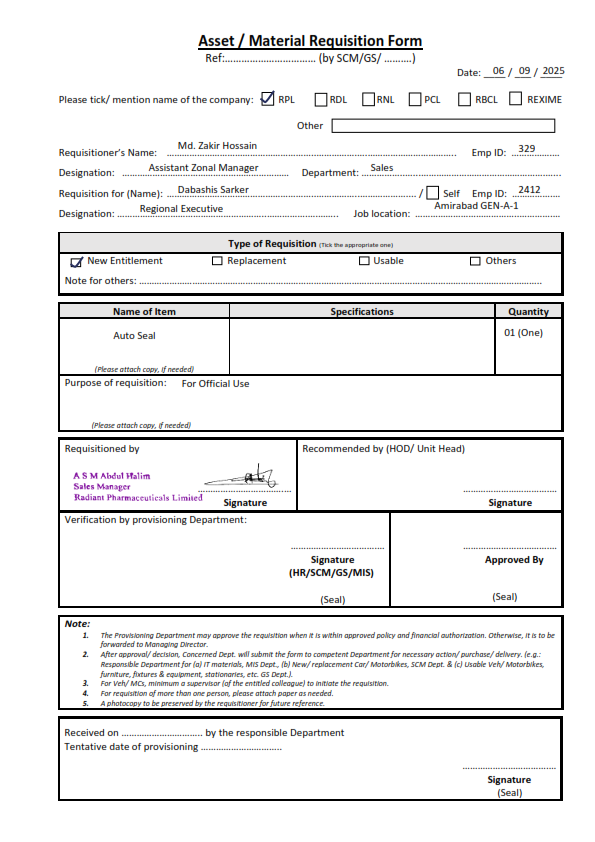 Asset / Material Requisition Form
Ref:…………………………… (by SCM/GS/ ………)
Date: 06 / 09 / 2025
Please tick/ mention name of the company: RPL RDL RNL PCL RBCL REXIME
Other
Requisitioner's Name: Md. Zakir Hossain Emp ID: 329
Designation: Assistant Zonal Manager Department: Sales
Requisition for (Name): Dabashis Sarker / Self Emp ID: 2412
Designation: Regional Executive Job location: Amirabad GEN-A-1
Type of Requisition (Tick the appropriate one)
New Entitlement Replacement Usable Others
Note for others: ……………………………………………………
Name of Item Specifications Quantity
Auto Seal 01 (One)
(Please attach copy, if needed)
Purpose of requisition: For Official Use
(Please attach copy, if needed)
Requisitioned by Recommended by (HOD/ Unit Head)
A S M Abdul Halim
Sales Manager
Radiant Pharmaceuticals Limited
Signature Signature
Verification by provisioning Department:
Signature Approved By
(HR/SCM/GS/MIS)
(Seal) (Seal)
Note:
1. The Provisioning Department may approve the requisition when it is within approved policy and financial authorization. Otherwise, it is to be
forwarded to Managing Director.
2. After approval/ decision, Concerned Dept. will submit the form to competent Department for necessary action/ purchase/ delivery. (e.g.:
Responsible Department for (a) IT materials, MIS Dept., (b) New/ replacement Car/ Motorbikes, SCM Dept. & (c) Usable Veh/ Motorbikes,
furniture, fixtures & equipment, stationaries, etc. GS Dept.).
3. For Veh/ MCs, minimum a supervisor (of the entitled colleague) to initiate the requisition.
4. For requisition of more than one person, please attach paper as needed.
5. A photocopy to be preserved by the requisitioner for future reference.
Received on ………………………… by the responsible Department
Tentative date of provisioning …………………………
Signature
(Seal)